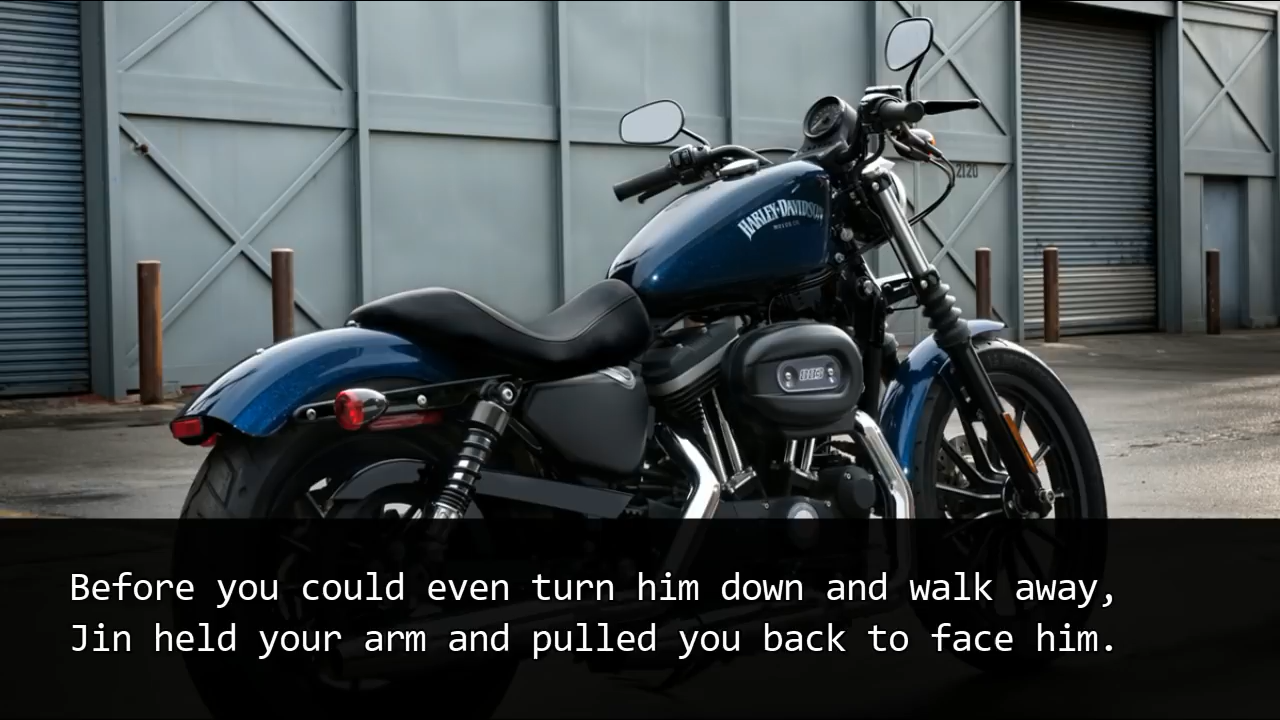 2120
HARLEY-DAVIDSON
Before you could even turn him down and walk away,
Jin held your arm and pulled you back to face him.